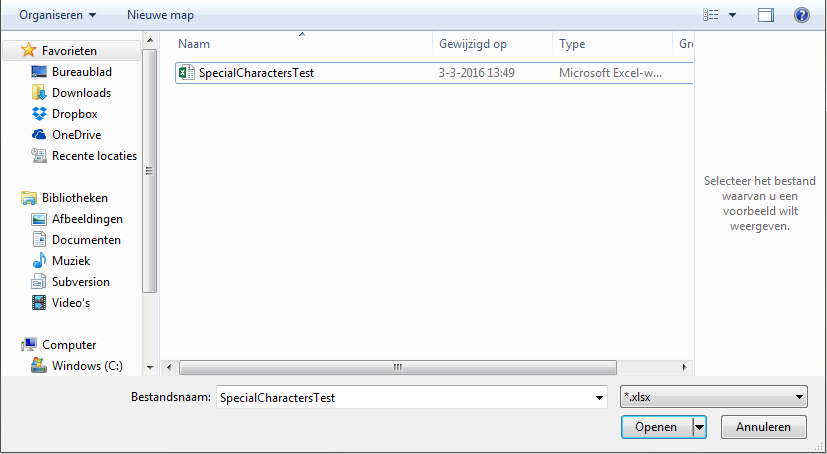 Organiseren Nieuwe map
Naam Gewijzigd op Type Gr
SpecialCharactersTest 3-3-2016 13:49 Microsoft Excel-w...
Favorieten
Bureaublad
Downloads
Dropbox
OneDrive
Recente locaties
Bibliotheken
Afbeeldingen
Documenten
Muziek
Subversion
Video's
Computer
Windows (C:)
Selecteer het bestand
waarvan u een
voorbeeld wilt
weergeven.
Bestandsnaam: SpecialCharactersTest *.xlsx
Openen Annuleren